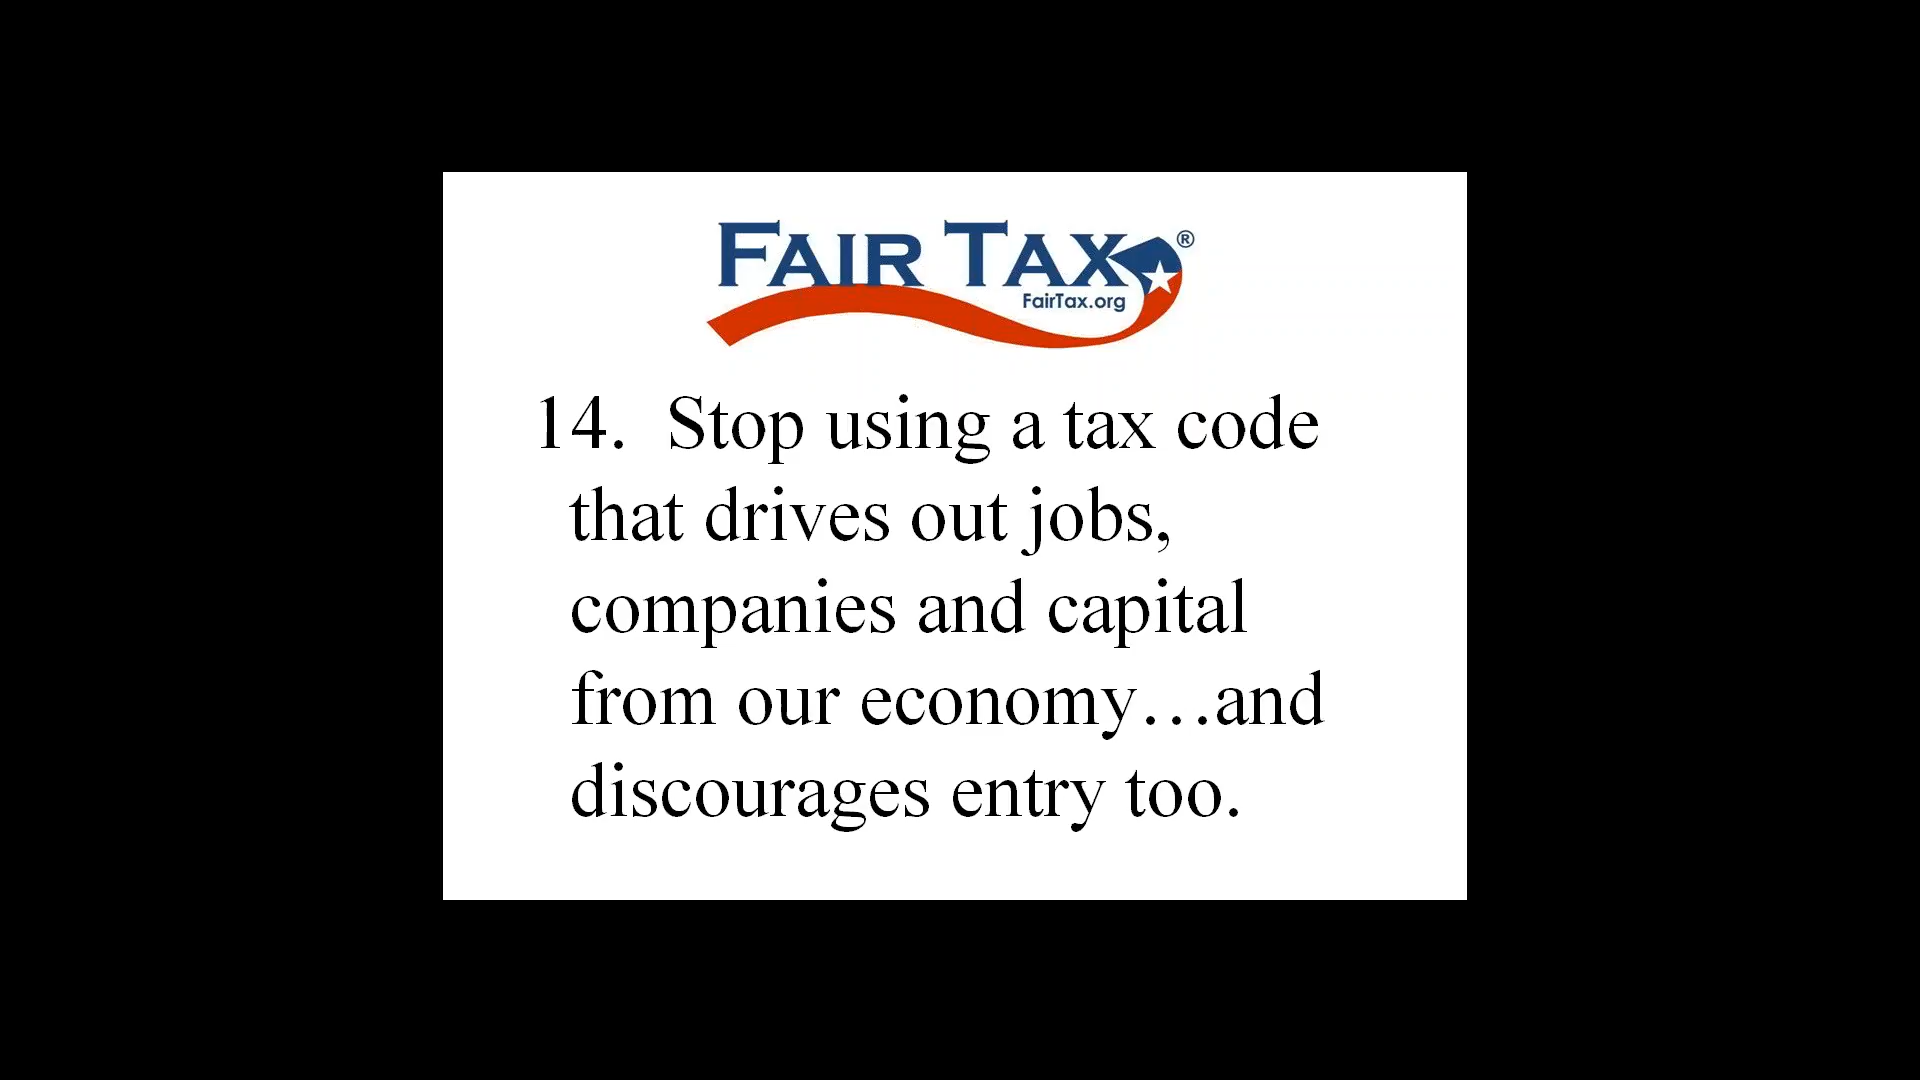 FAIR TAX®
FairTax.org
14. Stop using a tax code
that drives out jobs,
companies and capital
from our economy…and
discourages entry too.